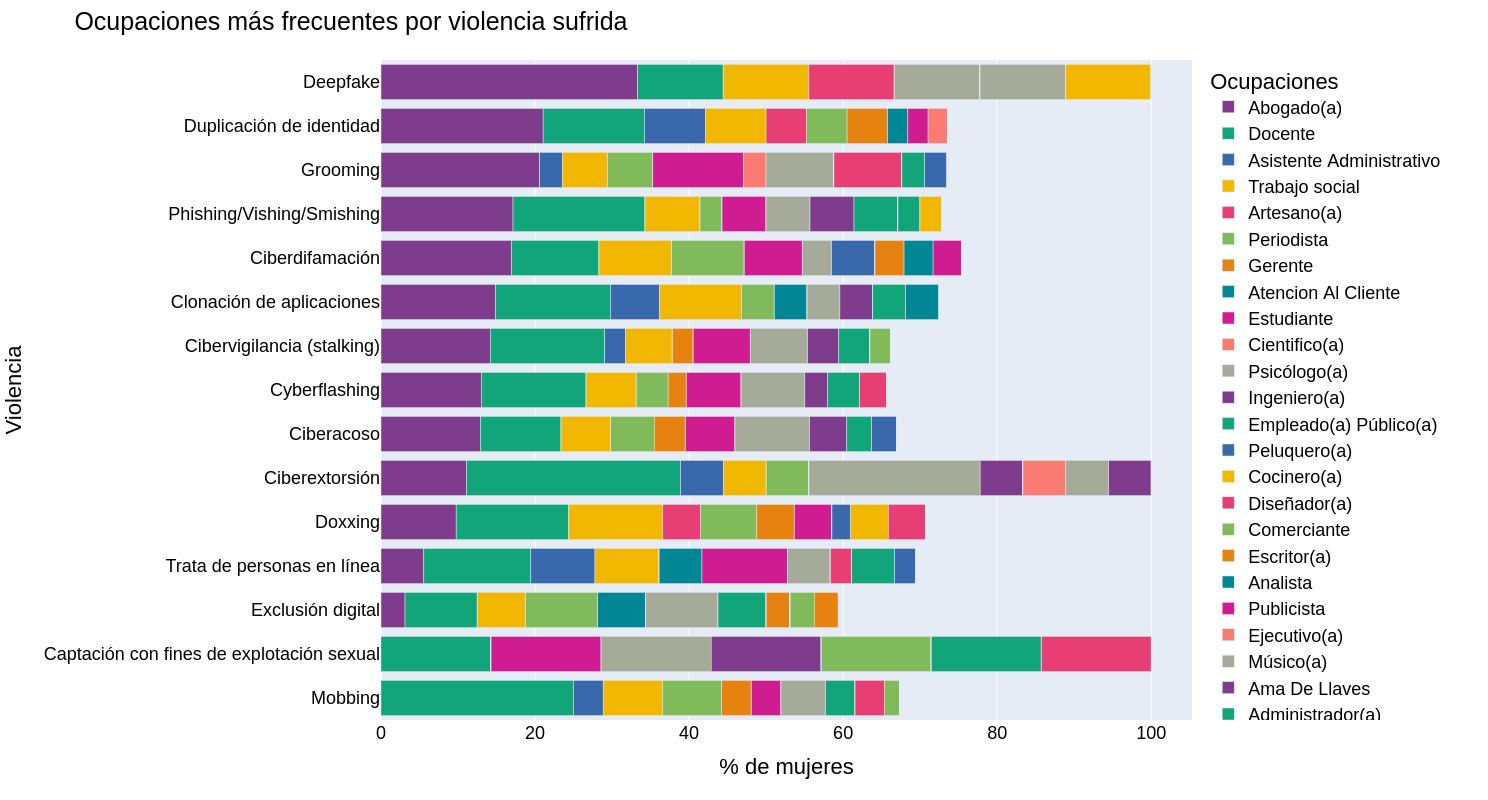 Ocupaciones más frecuentes por violencia sufrida
Violencia
Deepfake
Duplicación de identidad
Grooming
Phishing/Vishing/Smishing
Ciberdifamación
Clonación de aplicaciones
Cibervigilancia (stalking)
Cyberflashing
Ciberacoso
Ciberextorsión
Doxxing
Trata de personas en línea
Exclusión digital
Captación con fines de explotación sexual
Mobbing
0 20 40 60 80 100
% de mujeres
Ocupaciones
Abogado(a)
Docente
Asistente Administrativo
Trabajo social
Artesano(a)
Periodista
Gerente
Atencion Al Cliente
Estudiante
Cientifico(a)
Psicólogo(a)
Ingeniero(a)
Empleado(a) Público(a)
Peluquero(a)
Cocinero(a)
Diseñador(a)
Comerciante
Escritor(a)
Analista
Publicista
Ejecutivo(a)
Músico(a)
Ama De Llaves
Administrador(a)